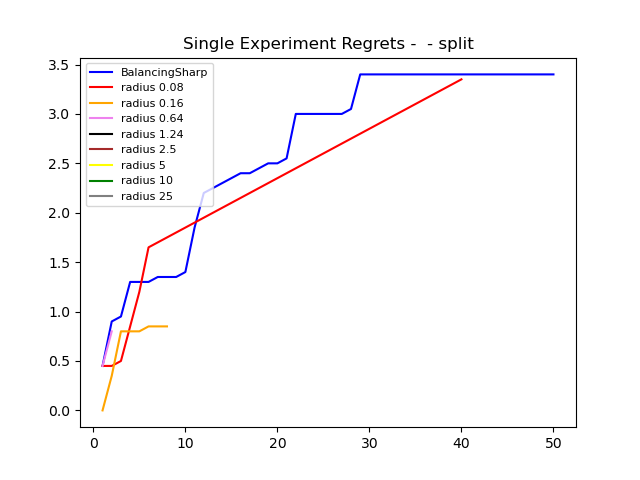 Single Experiment Regrets -  - split
3.5
3.0
2.5
2.0
1.5
1.0
0.5
0.0
BalancingSharp
radius 0.08
radius 0.16
radius 0.64
radius 1.24
radius 2.5
radius 5
radius 10
radius 25
0 10 20 30 40 50